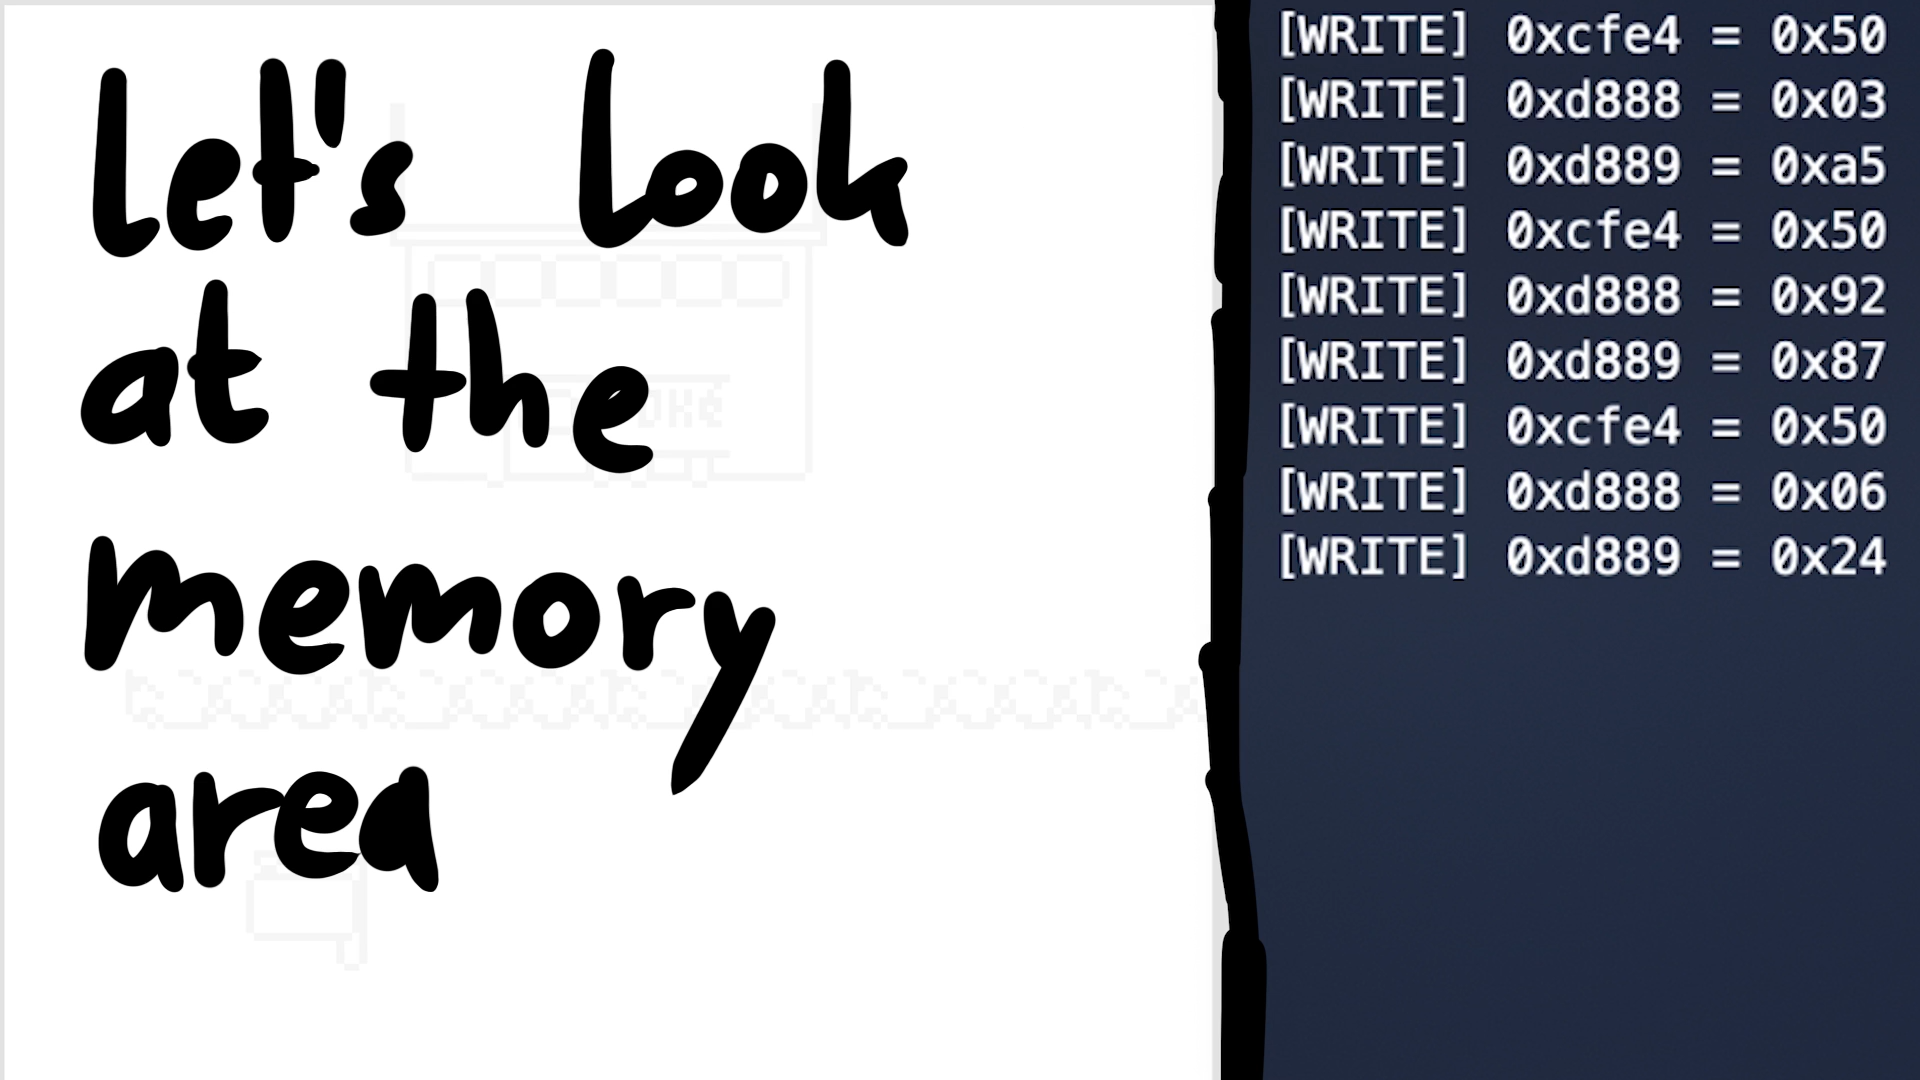 let's look
at the
memory
area
[WRITE] 0xcfe4 = 0x50
[WRITE] 0xd888 = 0x03
[WRITE] 0xd889 = 0xa5
[WRITE] 0xcfe4 = 0x50
[WRITE] 0xd888 = 0x92
[WRITE] 0xd889 = 0x87
[WRITE] 0xcfe4 = 0x50
[WRITE] 0xd888 = 0x06
[WRITE] 0xd889 = 0x24